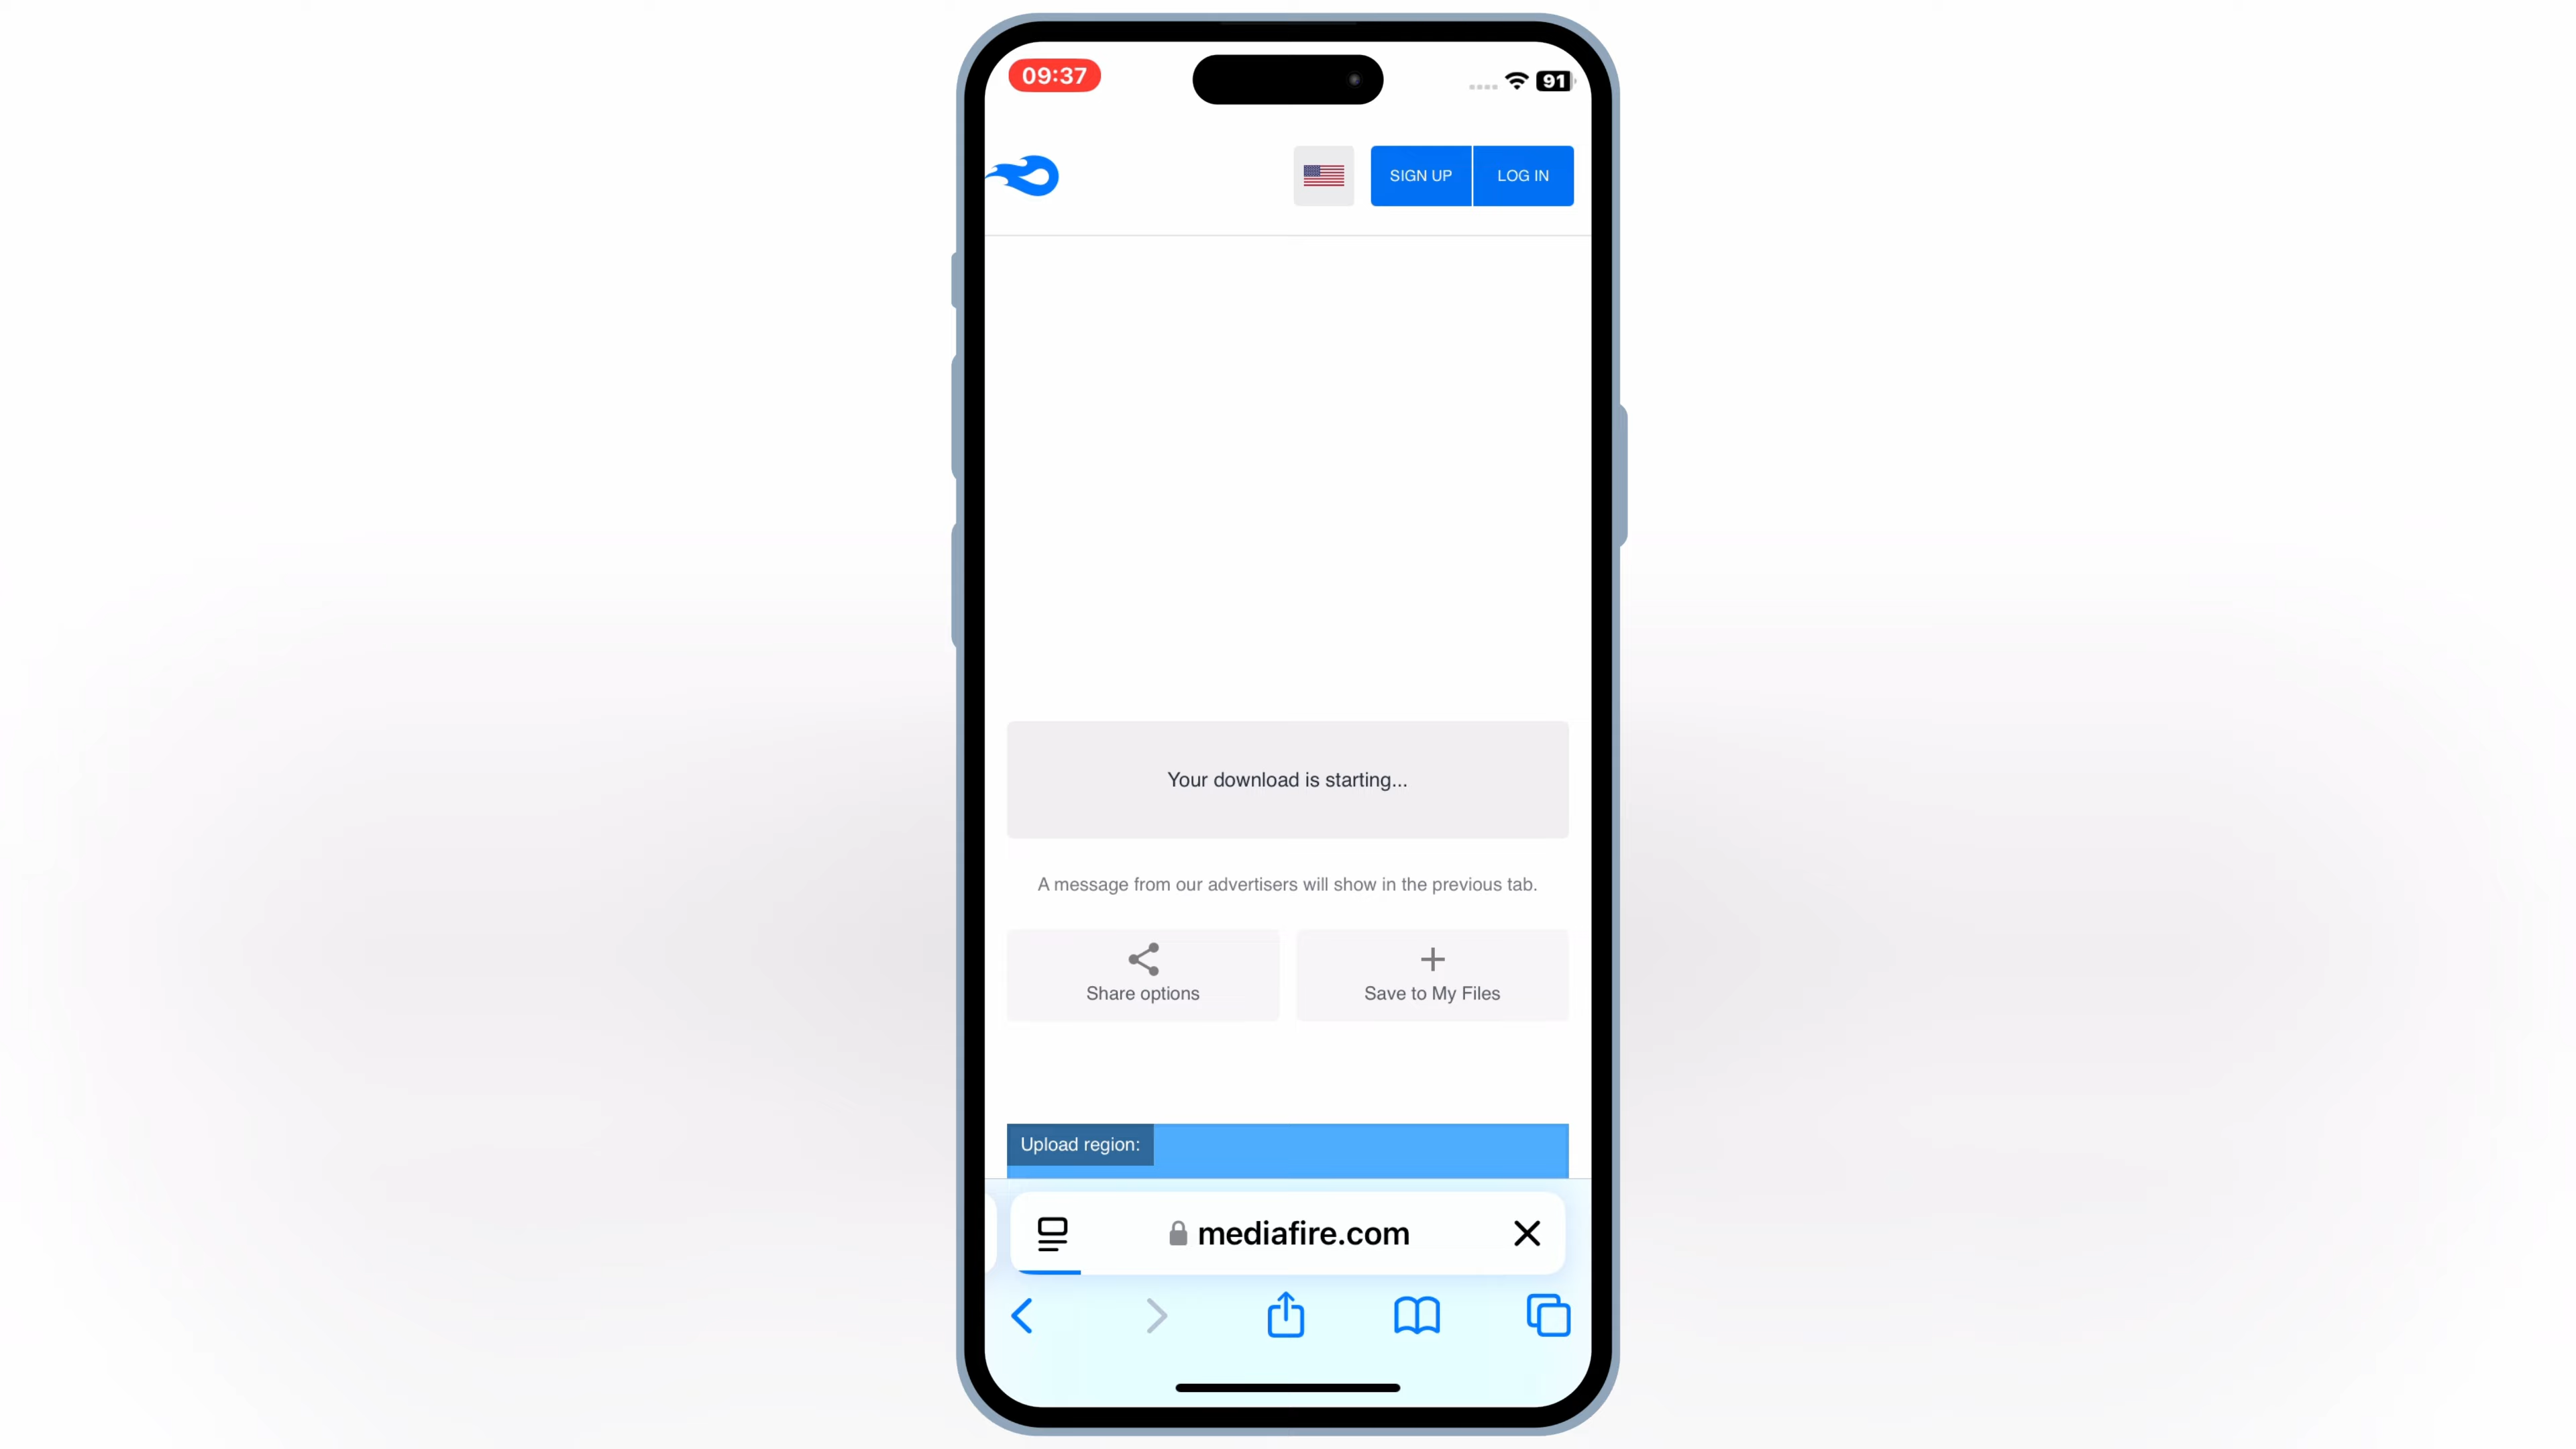 09:37
91
SIGN UP
LOG IN
Your download is starting...
A message from our advertisers will show in the previous tab.
Share options
Save to My Files
Upload region:
mediafire.com